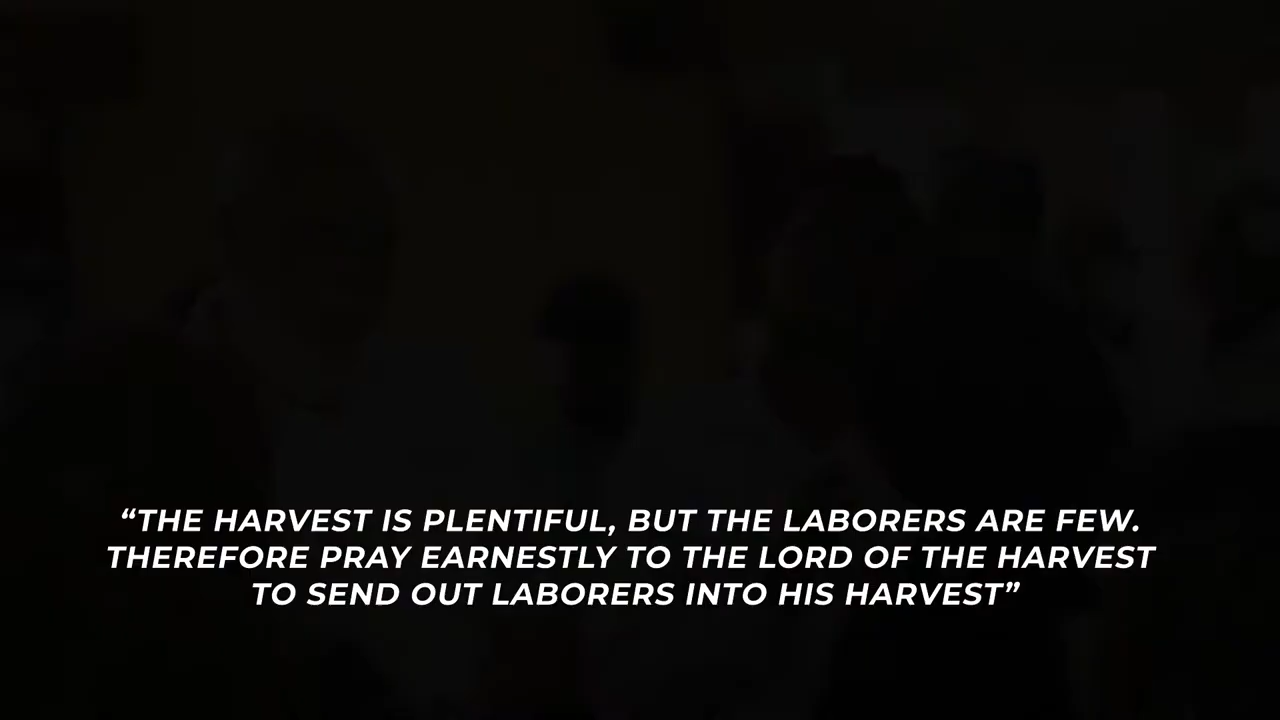 “THE HARVEST IS PLENTIFUL, BUT THE LABORERS ARE FEW.
THEREFORE PRAY EARNESTLY TO THE LORD OF THE HARVEST
TO SEND OUT LABORERS INTO HIS HARVEST”